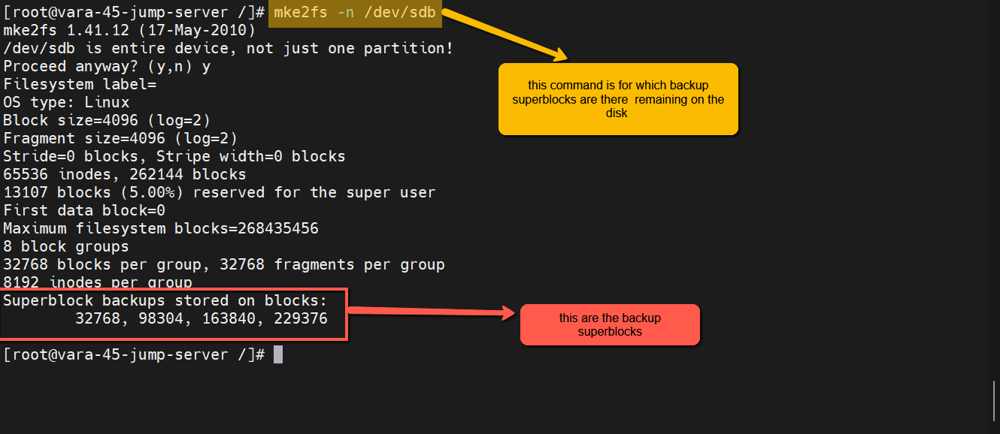 [root@vara-45-jump-server /]# mke2fs -n /dev/sdb
mke2fs 1.41.12 (17-May-2010)
/dev/sdb is entire device, not just one partition!
Proceed anyway? (y,n) y
Filesystem label=
OS type: Linux
Block size=4096 (log=2)
Fragment size=4096 (log=2)
Stride=0 blocks, Stripe width=0 blocks
65536 inodes, 262144 blocks
13107 blocks (5.00%) reserved for the super user
First data block=0
Maximum filesystem blocks=268435456
8 block groups
32768 blocks per group, 32768 fragments per group
8192 inodes per group
Superblock backups stored on blocks:
32768, 98304, 163840, 229376
[root@vara-45-jump-server /]#
this command is for which backup
superblocks are there remaining on the
disk
this are the backup
superblocks